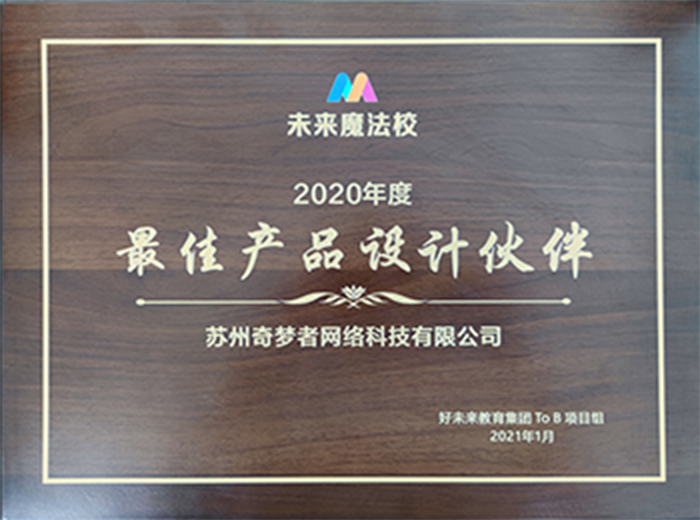 未来魔法校
2020年度
最佳产品设计伙伴
苏州奇梦者网络科技有限公司
好未来教育集团 To B 项目组
2021年1月